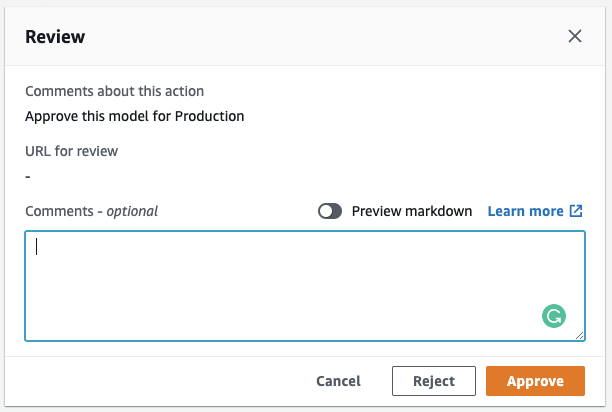 Review
Comments about this action
Approve this model for Production
URL for review
-
Comments - optional Preview markdown Learn more
Cancel Reject Approve